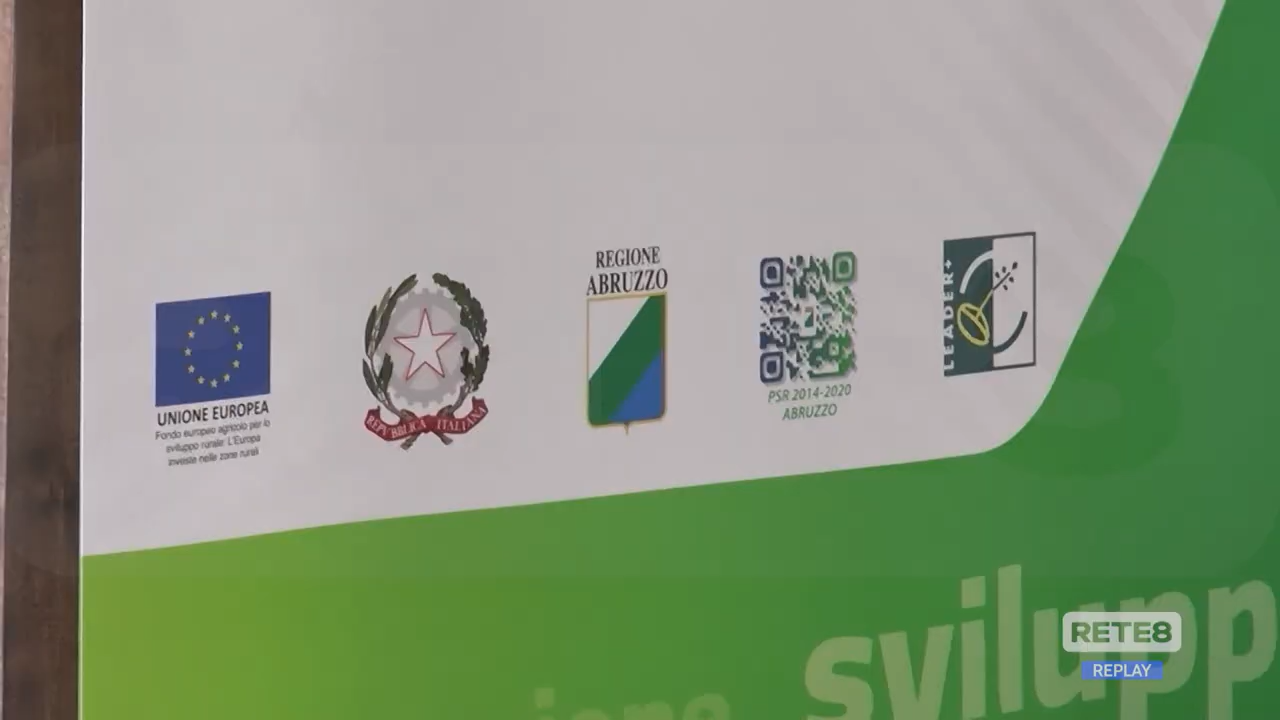 REGIONE
ABRUZZO
LEADER+
UNIONE EUROPEA
Fondo europeo agricolo per lo
sviluppo rurale: L'Europa
investe nelle zone rurali
REPVBBLICA ITALIANA
PSR 2014-2020
ABRUZZO
svilupp
RETE8
REPLAY